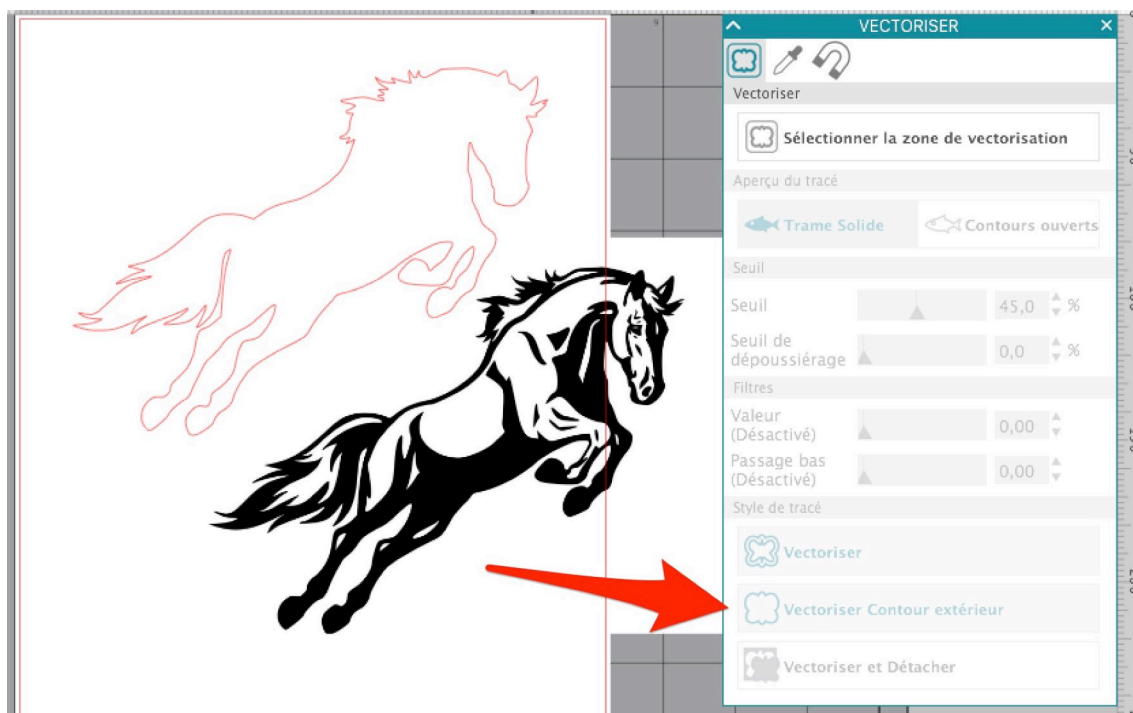 VECTORISER
Vectoriser
Sélectionner la zone de vectorisation
Aperçu du tracé
Trame Solide
Contours ouverts
Seuil
Seuil 45,0 %
Seuil de
dépoussiérage 0,0 %
Filtres
Valeur
(Désactivé) 0,00
Passage bas
(Désactivé) 0,00
Style de tracé
Vectoriser
Vectoriser Contour extérieur
Vectoriser et Détacher